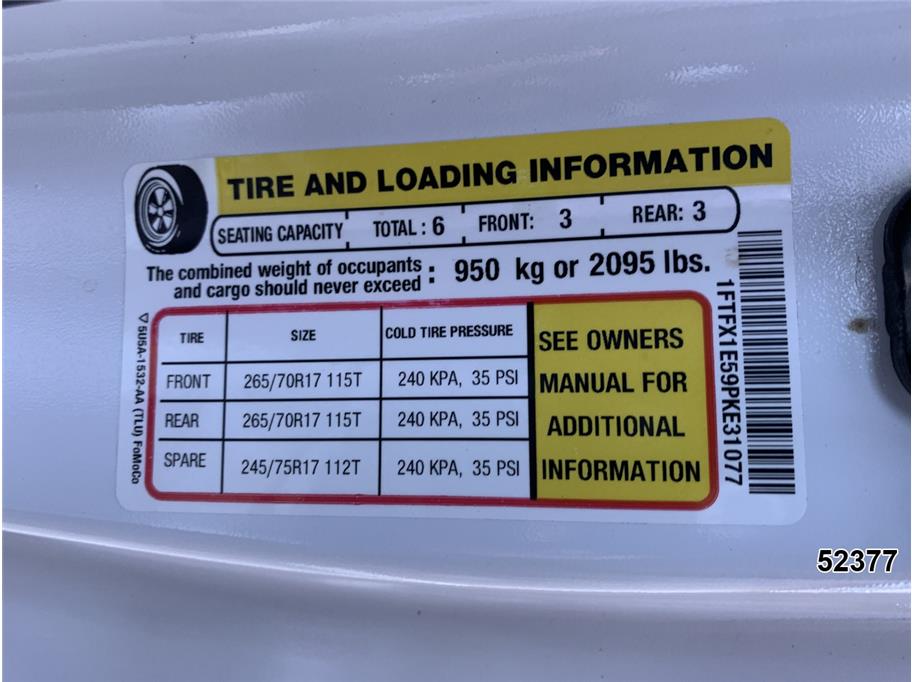 TIRE AND LOADING INFORMATION
SEATING CAPACITY TOTAL : 6 FRONT: 3 REAR: 3
The combined weight of occupants
and cargo should never exceed : 950 kg or 2095 lbs.
TIRE SIZE COLD TIRE PRESSURE
FRONT 265/70R17 115T 240 KPA, 35 PSI
REAR 265/70R17 115T 240 KPA, 35 PSI
SPARE 245/75R17 112T 240 KPA, 35 PSI
SEE OWNERS
MANUAL FOR
ADDITIONAL
INFORMATION
5U5A-1532-AA (TLU) FoMoCo
1FTFX1E59PKE31077
52377